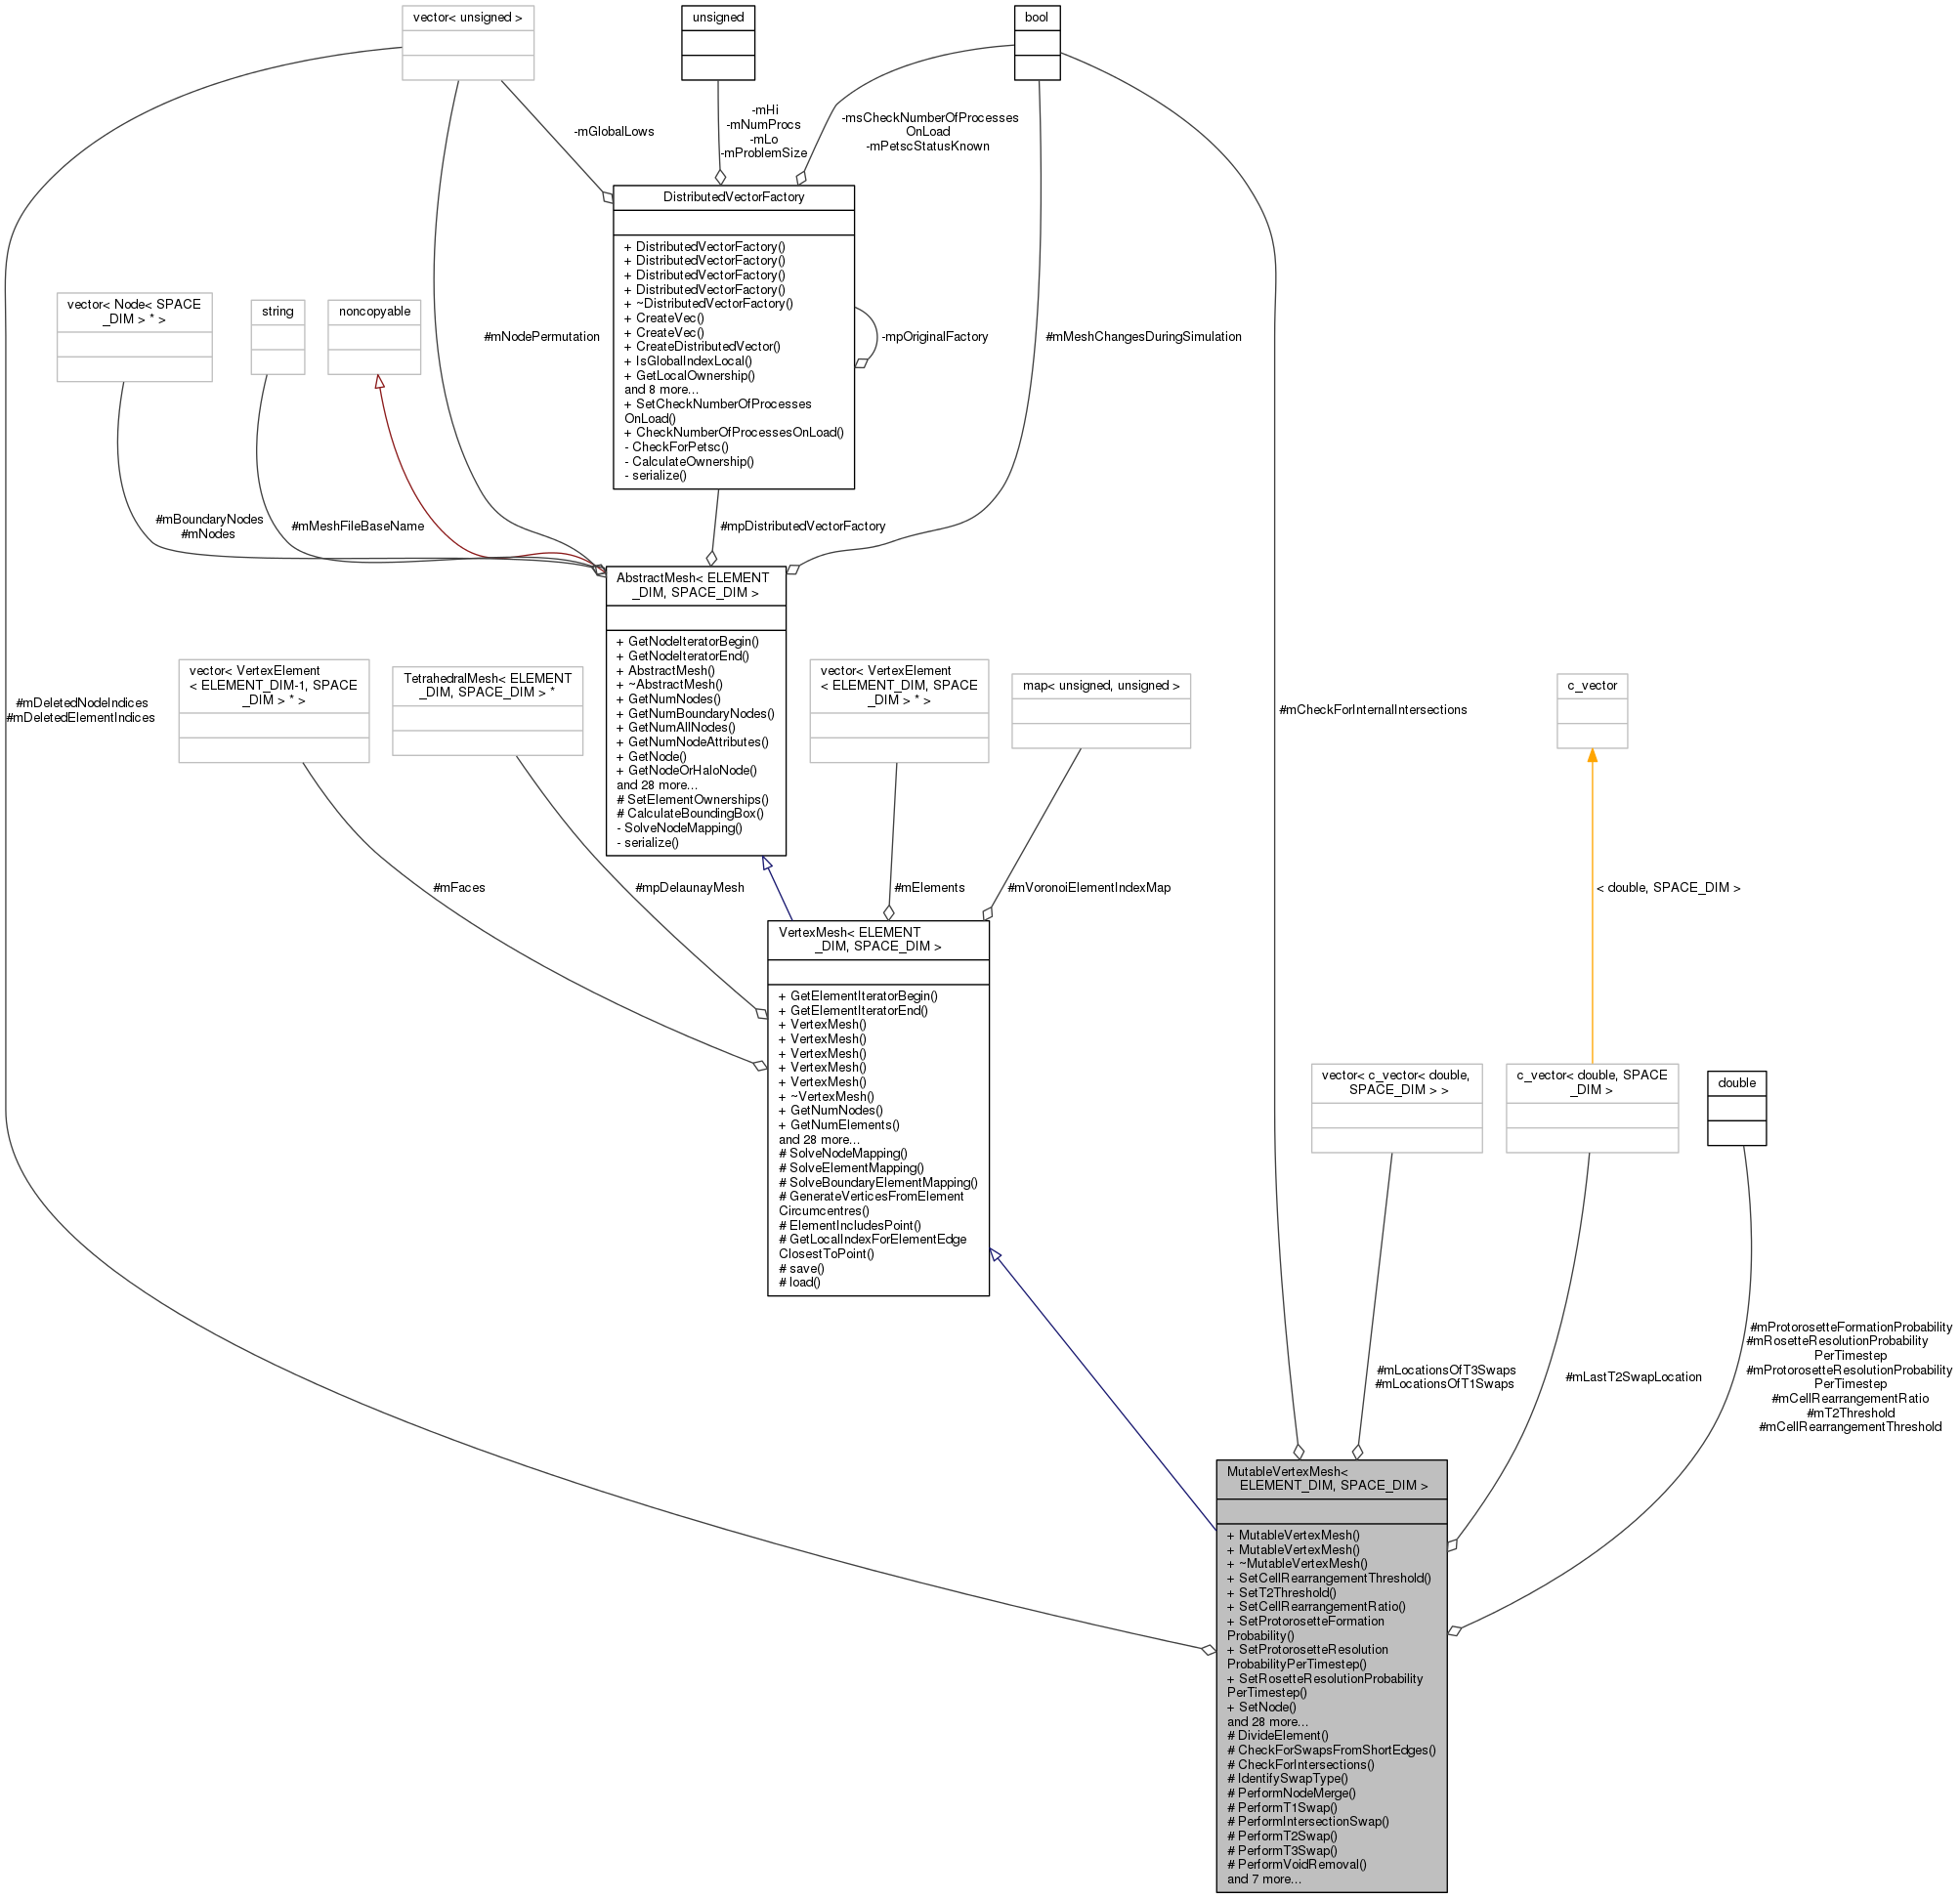 vector< unsigned >
unsigned
bool
-mGlobalLows
-mHi
-mNumProcs
-mLo
-mProblemSize
-msCheckNumberOfProcesses
OnLoad
-mPetscStatusKnown
DistributedVectorFactory
+ DistributedVectorFactory()
+ DistributedVectorFactory()
+ DistributedVectorFactory()
+ DistributedVectorFactory()
+ ~DistributedVectorFactory()
+ CreateVec()
+ CreateVec()
+ CreateDistributedVector()
+ IsGlobalIndexLocal()
+ GetLocalOwnership()
and 8 more...
+ SetCheckNumberOfProcesses
OnLoad()
+ CheckNumberOfProcessesOnLoad()
- CheckForPetsc()
- CalculateOwnership()
- serialize()
vector< Node< SPACE
_DIM > * >
string
noncopyable
#mNodePermutation
-mpOriginalFactory
#mMeshChangesDuringSimulation
#mBoundaryNodes
#mNodes
#mMeshFileBaseName
#mpDistributedVectorFactory
AbstractMesh< ELEMENT
_DIM, SPACE_DIM >
+ GetNodeIteratorBegin()
+ GetNodeIteratorEnd()
+ AbstractMesh()
+ ~AbstractMesh()
+ GetNumNodes()
+ GetNumBoundaryNodes()
+ GetNumAllNodes()
+ GetNumNodeAttributes()
+ GetNode()
+ GetNodeOrHaloNode()
and 28 more...
# SetElementOwnerships()
# CalculateBoundingBox()
- SolveNodeMapping()
- serialize()
#mDeletedNodeIndices
#mDeletedElementIndices
vector< VertexElement
< ELEMENT_DIM-1, SPACE
_DIM > * >
TetrahedralMesh< ELEMENT
_DIM, SPACE_DIM > *
vector< VertexElement
< ELEMENT_DIM, SPACE
_DIM > * >
map< unsigned, unsigned >
#mCheckForInternalIntersections
c_vector
#mFaces
#mpDelaunayMesh
#mElements
#mVoronoiElementIndexMap
< double, SPACE_DIM >
VertexMesh< ELEMENT
_DIM, SPACE_DIM >
+ GetElementIteratorBegin()
+ GetElementIteratorEnd()
+ VertexMesh()
+ VertexMesh()
+ VertexMesh()
+ VertexMesh()
+ VertexMesh()
+ ~VertexMesh()
+ GetNumNodes()
+ GetNumElements()
and 28 more...
# SolveNodeMapping()
# SolveElementMapping()
# SolveBoundaryElementMapping()
# GenerateVerticesFromElement
Circumcentres()
# ElementIncludesPoint()
# GetLocalIndexForElementEdge
ClosestToPoint()
# save()
# load()
vector< c_vector< double,
SPACE_DIM > >
c_vector< double, SPACE
_DIM >
double
#mLocationsOfT3Swaps
#mLocationsOfT1Swaps
#mLastT2SwapLocation
#mProtorosetteFormationProbability
#mRosetteResolutionProbability
PerTimestep
#mProtorosetteResolutionProbability
PerTimestep
#mCellRearrangementRatio
#mT2Threshold
#mCellRearrangementThreshold
MutableVertexMesh<
ELEMENT_DIM, SPACE_DIM >
+ MutableVertexMesh()
+ MutableVertexMesh()
+ ~MutableVertexMesh()
+ SetCellRearrangementThreshold()
+ SetT2Threshold()
+ SetCellRearrangementRatio()
+ SetProtorosetteFormation
Probability()
+ SetProtorosetteResolution
ProbabilityPerTimestep()
+ SetRosetteResolutionProbability
PerTimestep()
+ SetNode()
and 28 more...
# DivideElement()
# CheckForSwapsFromShortEdges()
# CheckForIntersections()
# IdentifySwapType()
# PerformNodeMerge()
# PerformT1Swap()
# PerformIntersectionSwap()
# PerformT2Swap()
# PerformT3Swap()
# PerformVoidRemoval()
and 7 more...